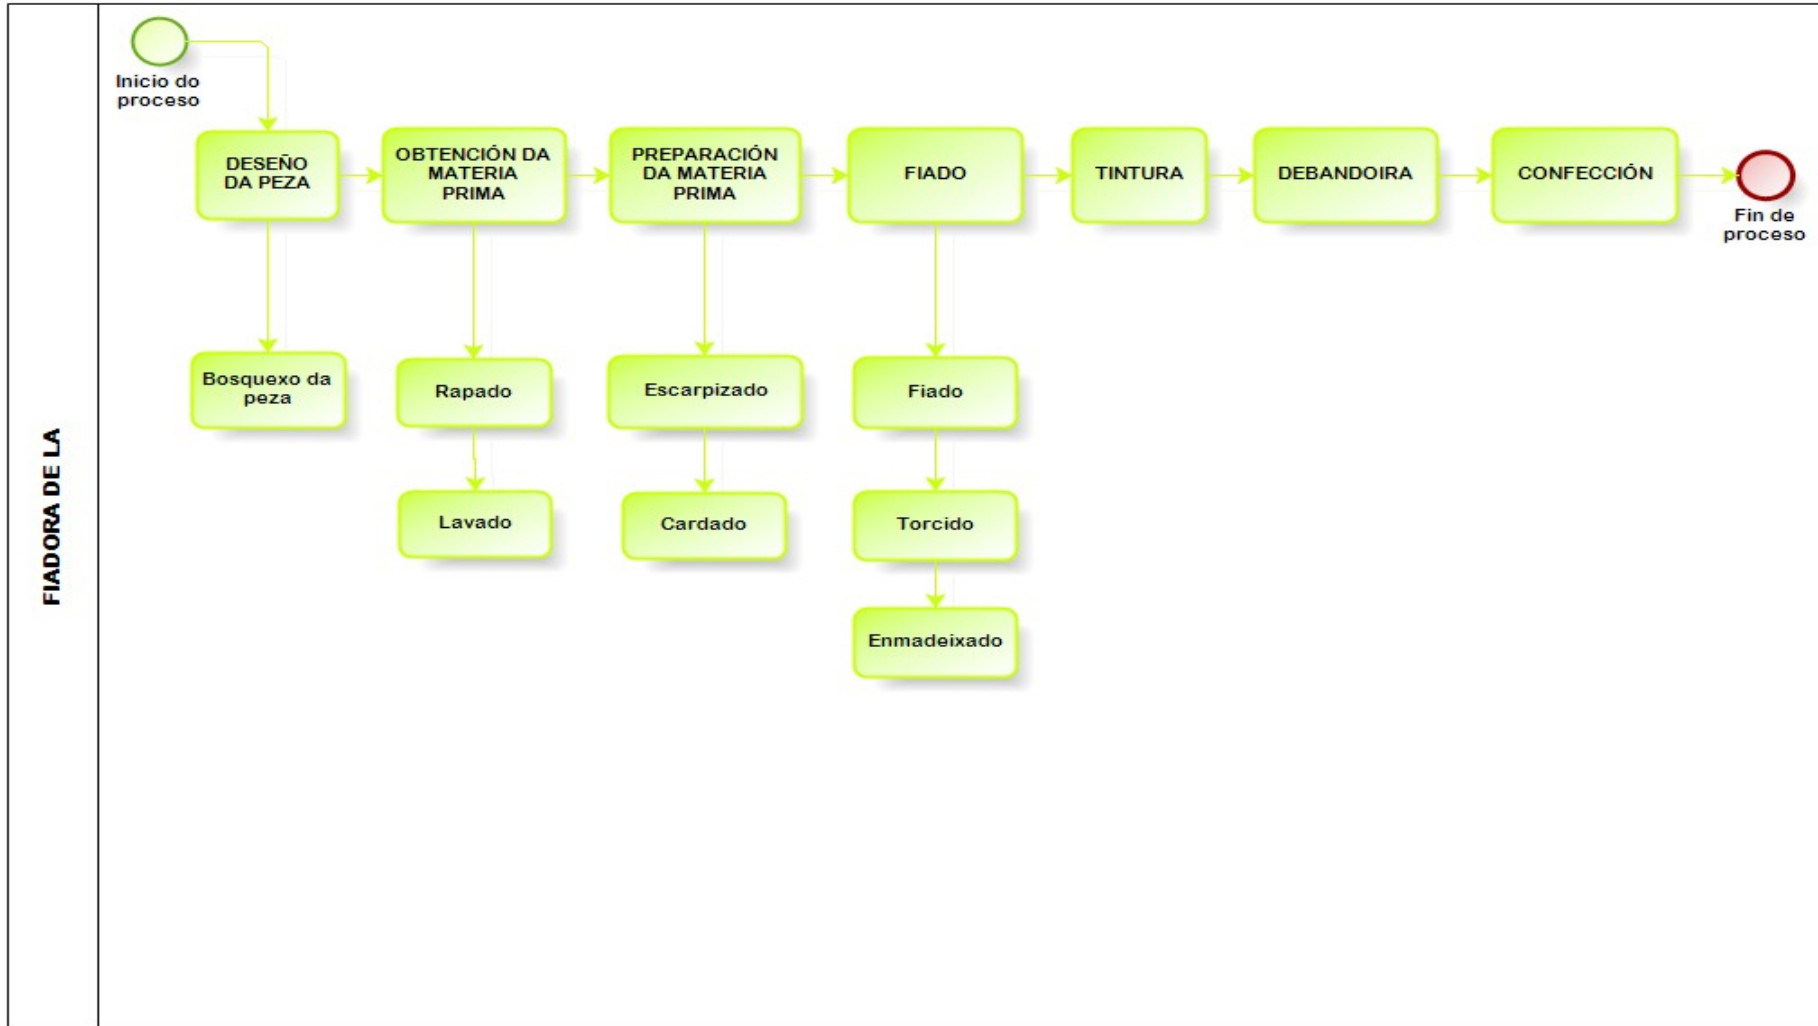 FIADORA DE LA
Inicio do
proceso
DESEÑO
DA PEZA
OBTENCIÓN DA
MATERIA
PRIMA
PREPARACIÓN
DA MATERIA
PRIMA
FIADO
TINTURA
DEBANDOIRA
CONFECCIÓN
Fin de
proceso
Bosquexo da
peza
Rapado
Escarpizado
Fiado
Lavado
Cardado
Torcido
Enmadeixado